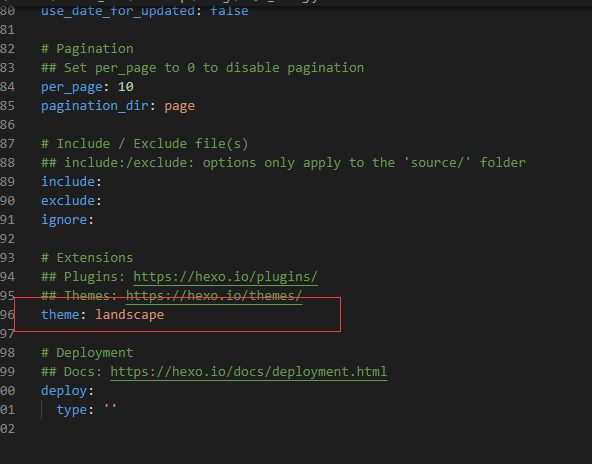 80 use_date_for_updated: false
81
82 # Pagination
83 ## Set per_page to 0 to disable pagination
84 per_page: 10
85 pagination_dir: page
86
87 # Include / Exclude file(s)
88 ## include:/exclude: options only apply to the 'source/' folder
89 include:
90 exclude:
91 ignore:
92
93 # Extensions
94 ## Plugins: https://hexo.io/plugins/
95 ## Themes: https://hexo.io/themes/
96 theme: landscape
97
98 # Deployment
99 ## Docs: https://hexo.io/docs/deployment.html
00 deploy:
01 type: ''
02